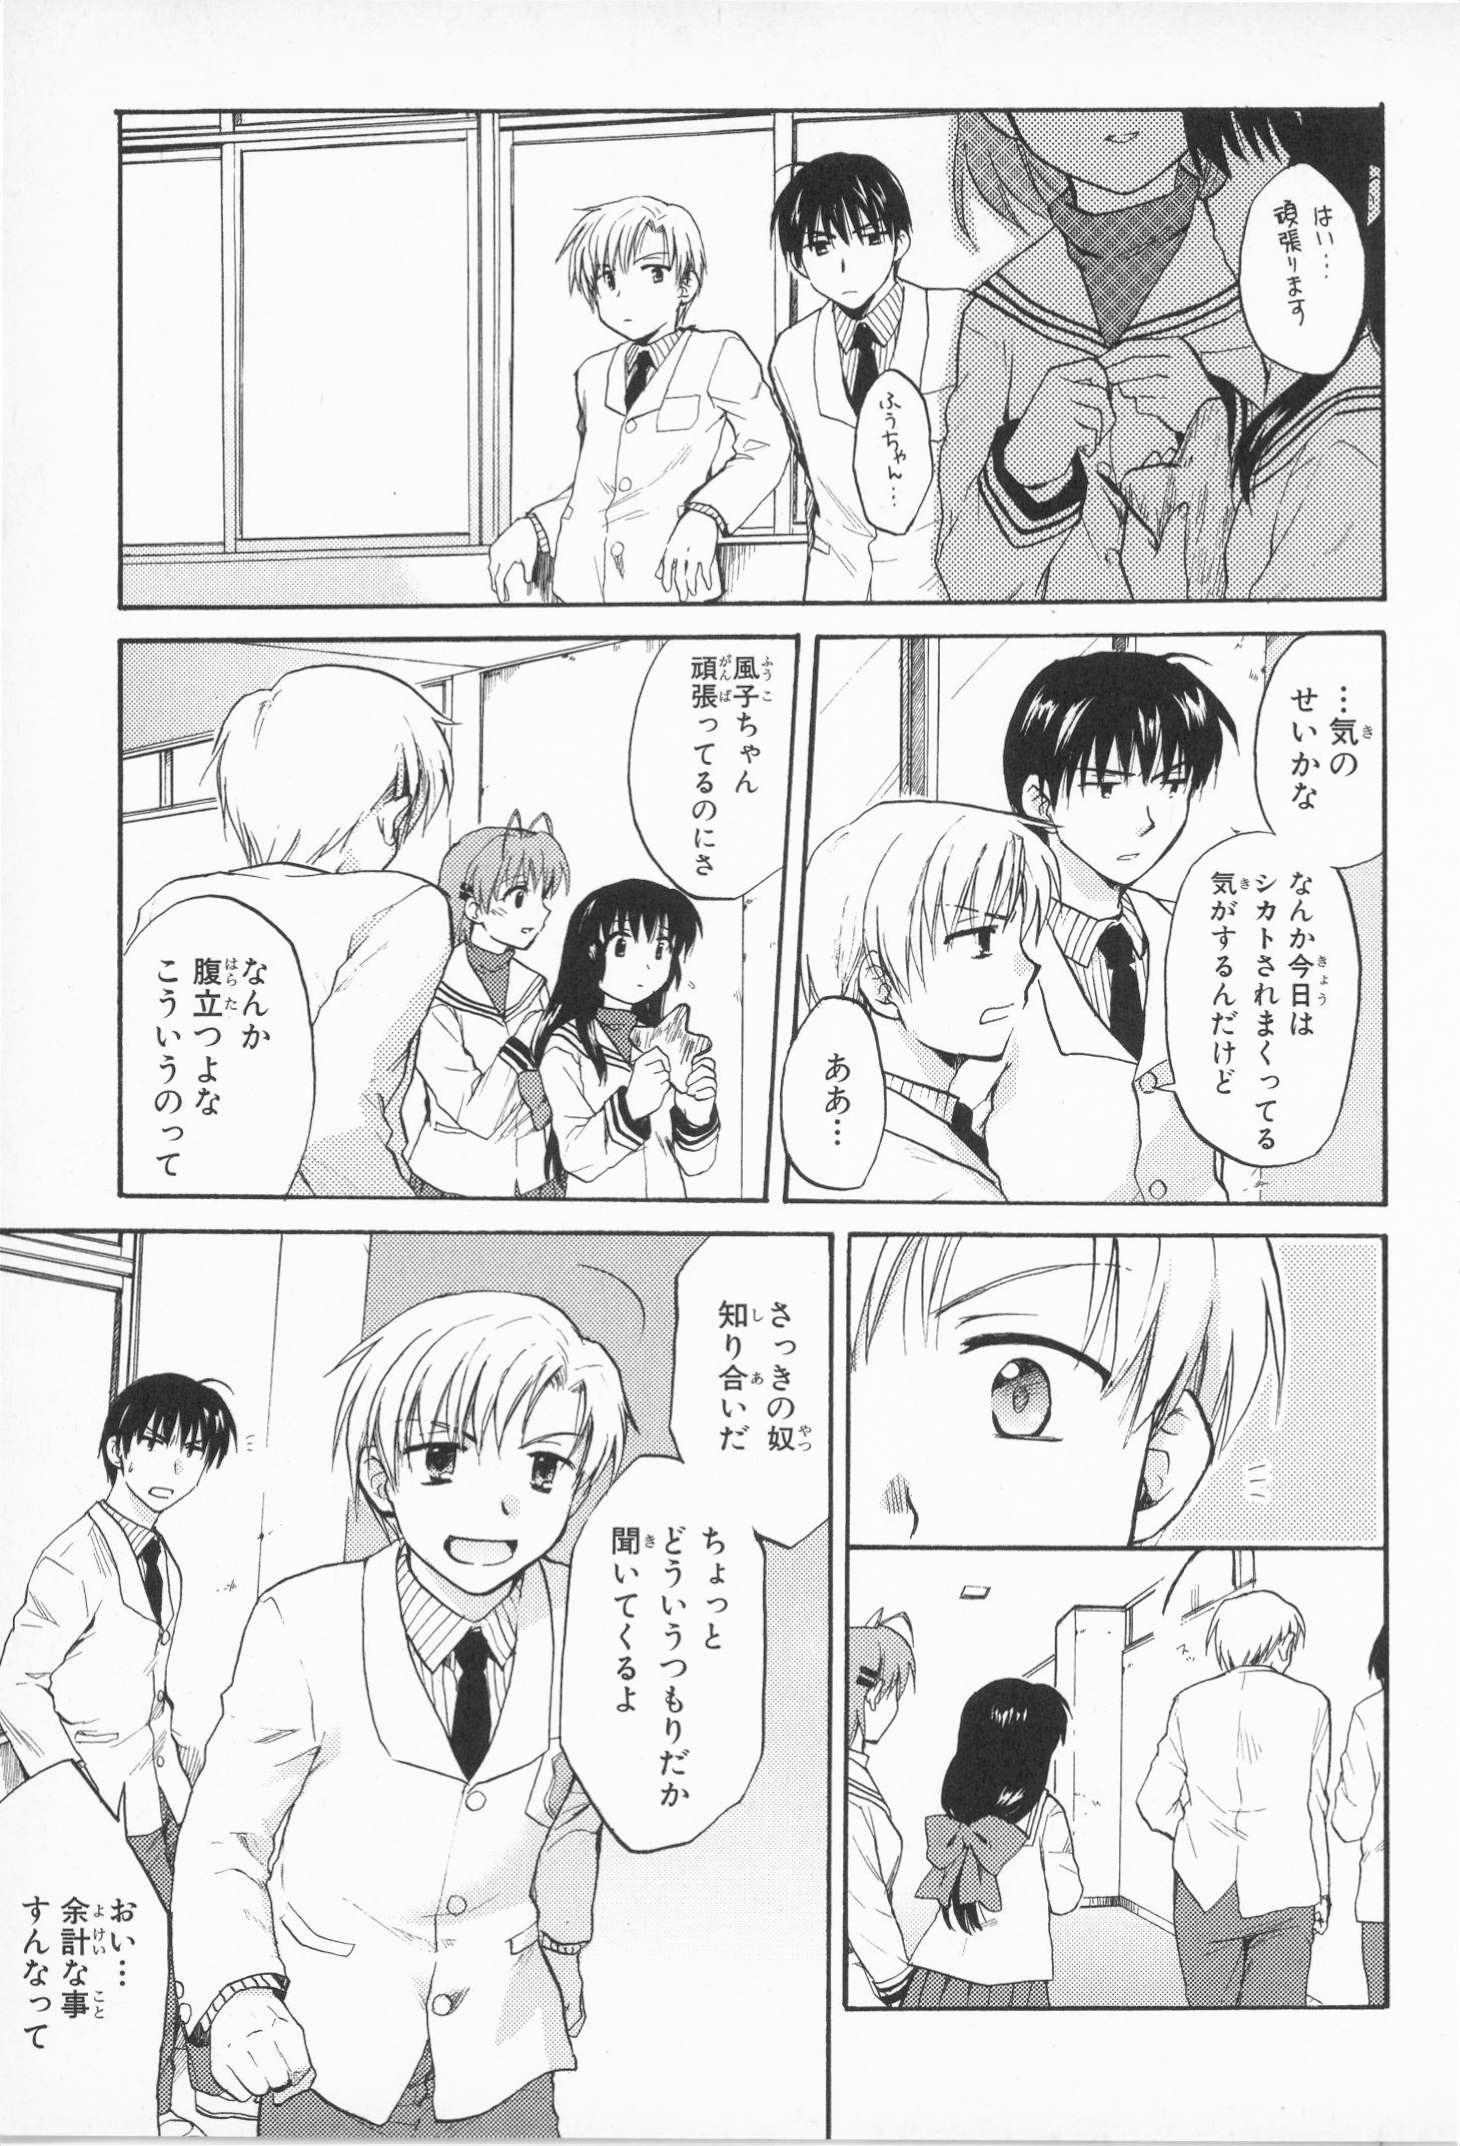 はい…
頑張ります
ふぅちゃん…
…気の
せいかな
なんか今日は
シカトされまくってる
気がするんだけど
ああ…
風子ちゃん
頑張ってるのにさ
なんか
腹立つよな
こういうのって
さっきの奴
知り合いだ
ちょっと
どういうつもりだか
聞いてくるよ
おい…
余計な事
すんなって